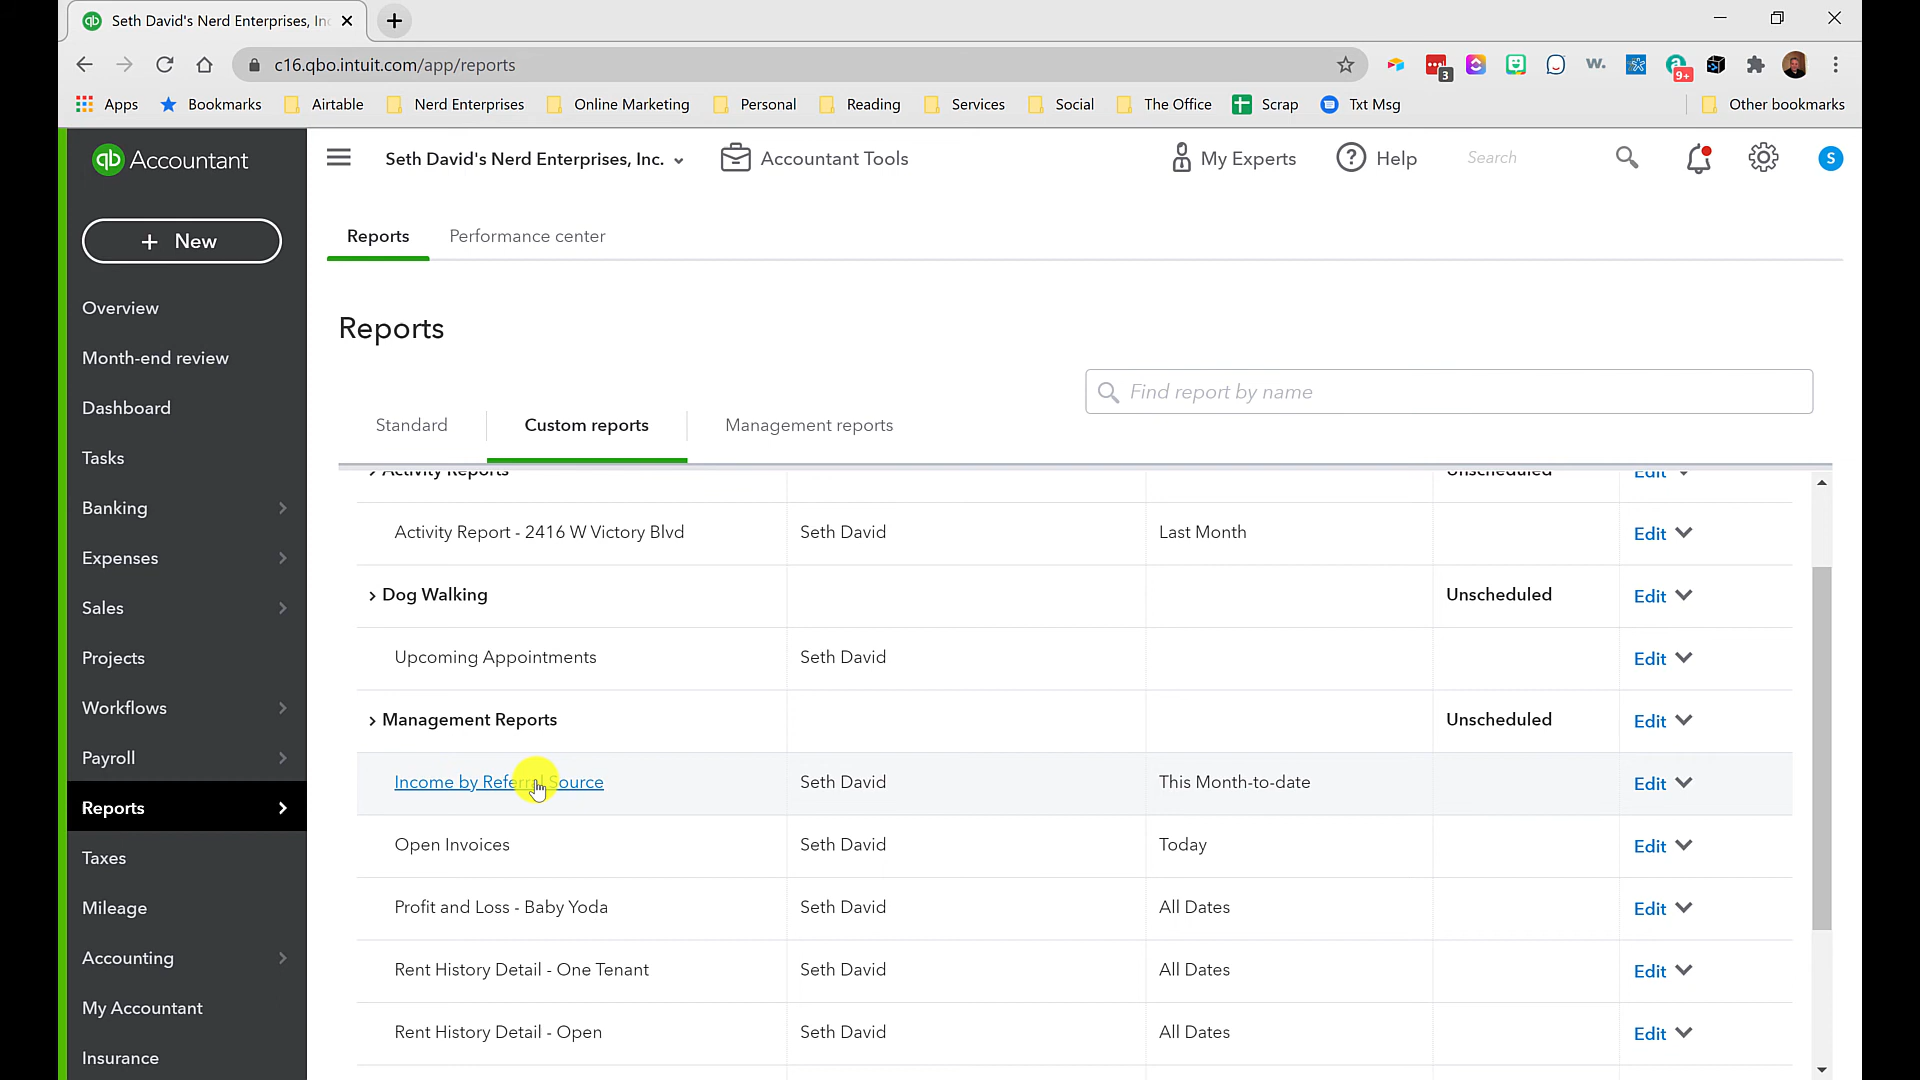 Seth David's Nerd Enterprises, Inc
c16.qbo.intuit.com/app/reports
3
w.
9+
Apps
Bookmarks
Airtable
Nerd Enterprises
Online Marketing
Personal
Reading
Services
Social
The Office
Scrap
Txt Msg
Other bookmarks
qb Accountant
Seth David's Nerd Enterprises, Inc.
Accountant Tools
My Experts
Help
Search
S
+ New
Overview
Month-end review
Dashboard
Tasks
Banking
Expenses
Sales
Projects
Workflows
Payroll
Reports
Taxes
Mileage
Accounting
My Accountant
Insurance
Reports
Performance center
Reports
Find report by name
Standard
Custom reports
Management reports
Activity Reports Unscheduled Edit
Activity Report - 2416 W Victory Blvd Seth David Last Month Edit
Dog Walking Unscheduled Edit
Upcoming Appointments Seth David Edit
Management Reports Unscheduled Edit
Income by Referral Source Seth David This Month-to-date Edit
Open Invoices Seth David Today Edit
Profit and Loss - Baby Yoda Seth David All Dates Edit
Rent History Detail - One Tenant Seth David All Dates Edit
Rent History Detail - Open Seth David All Dates Edit